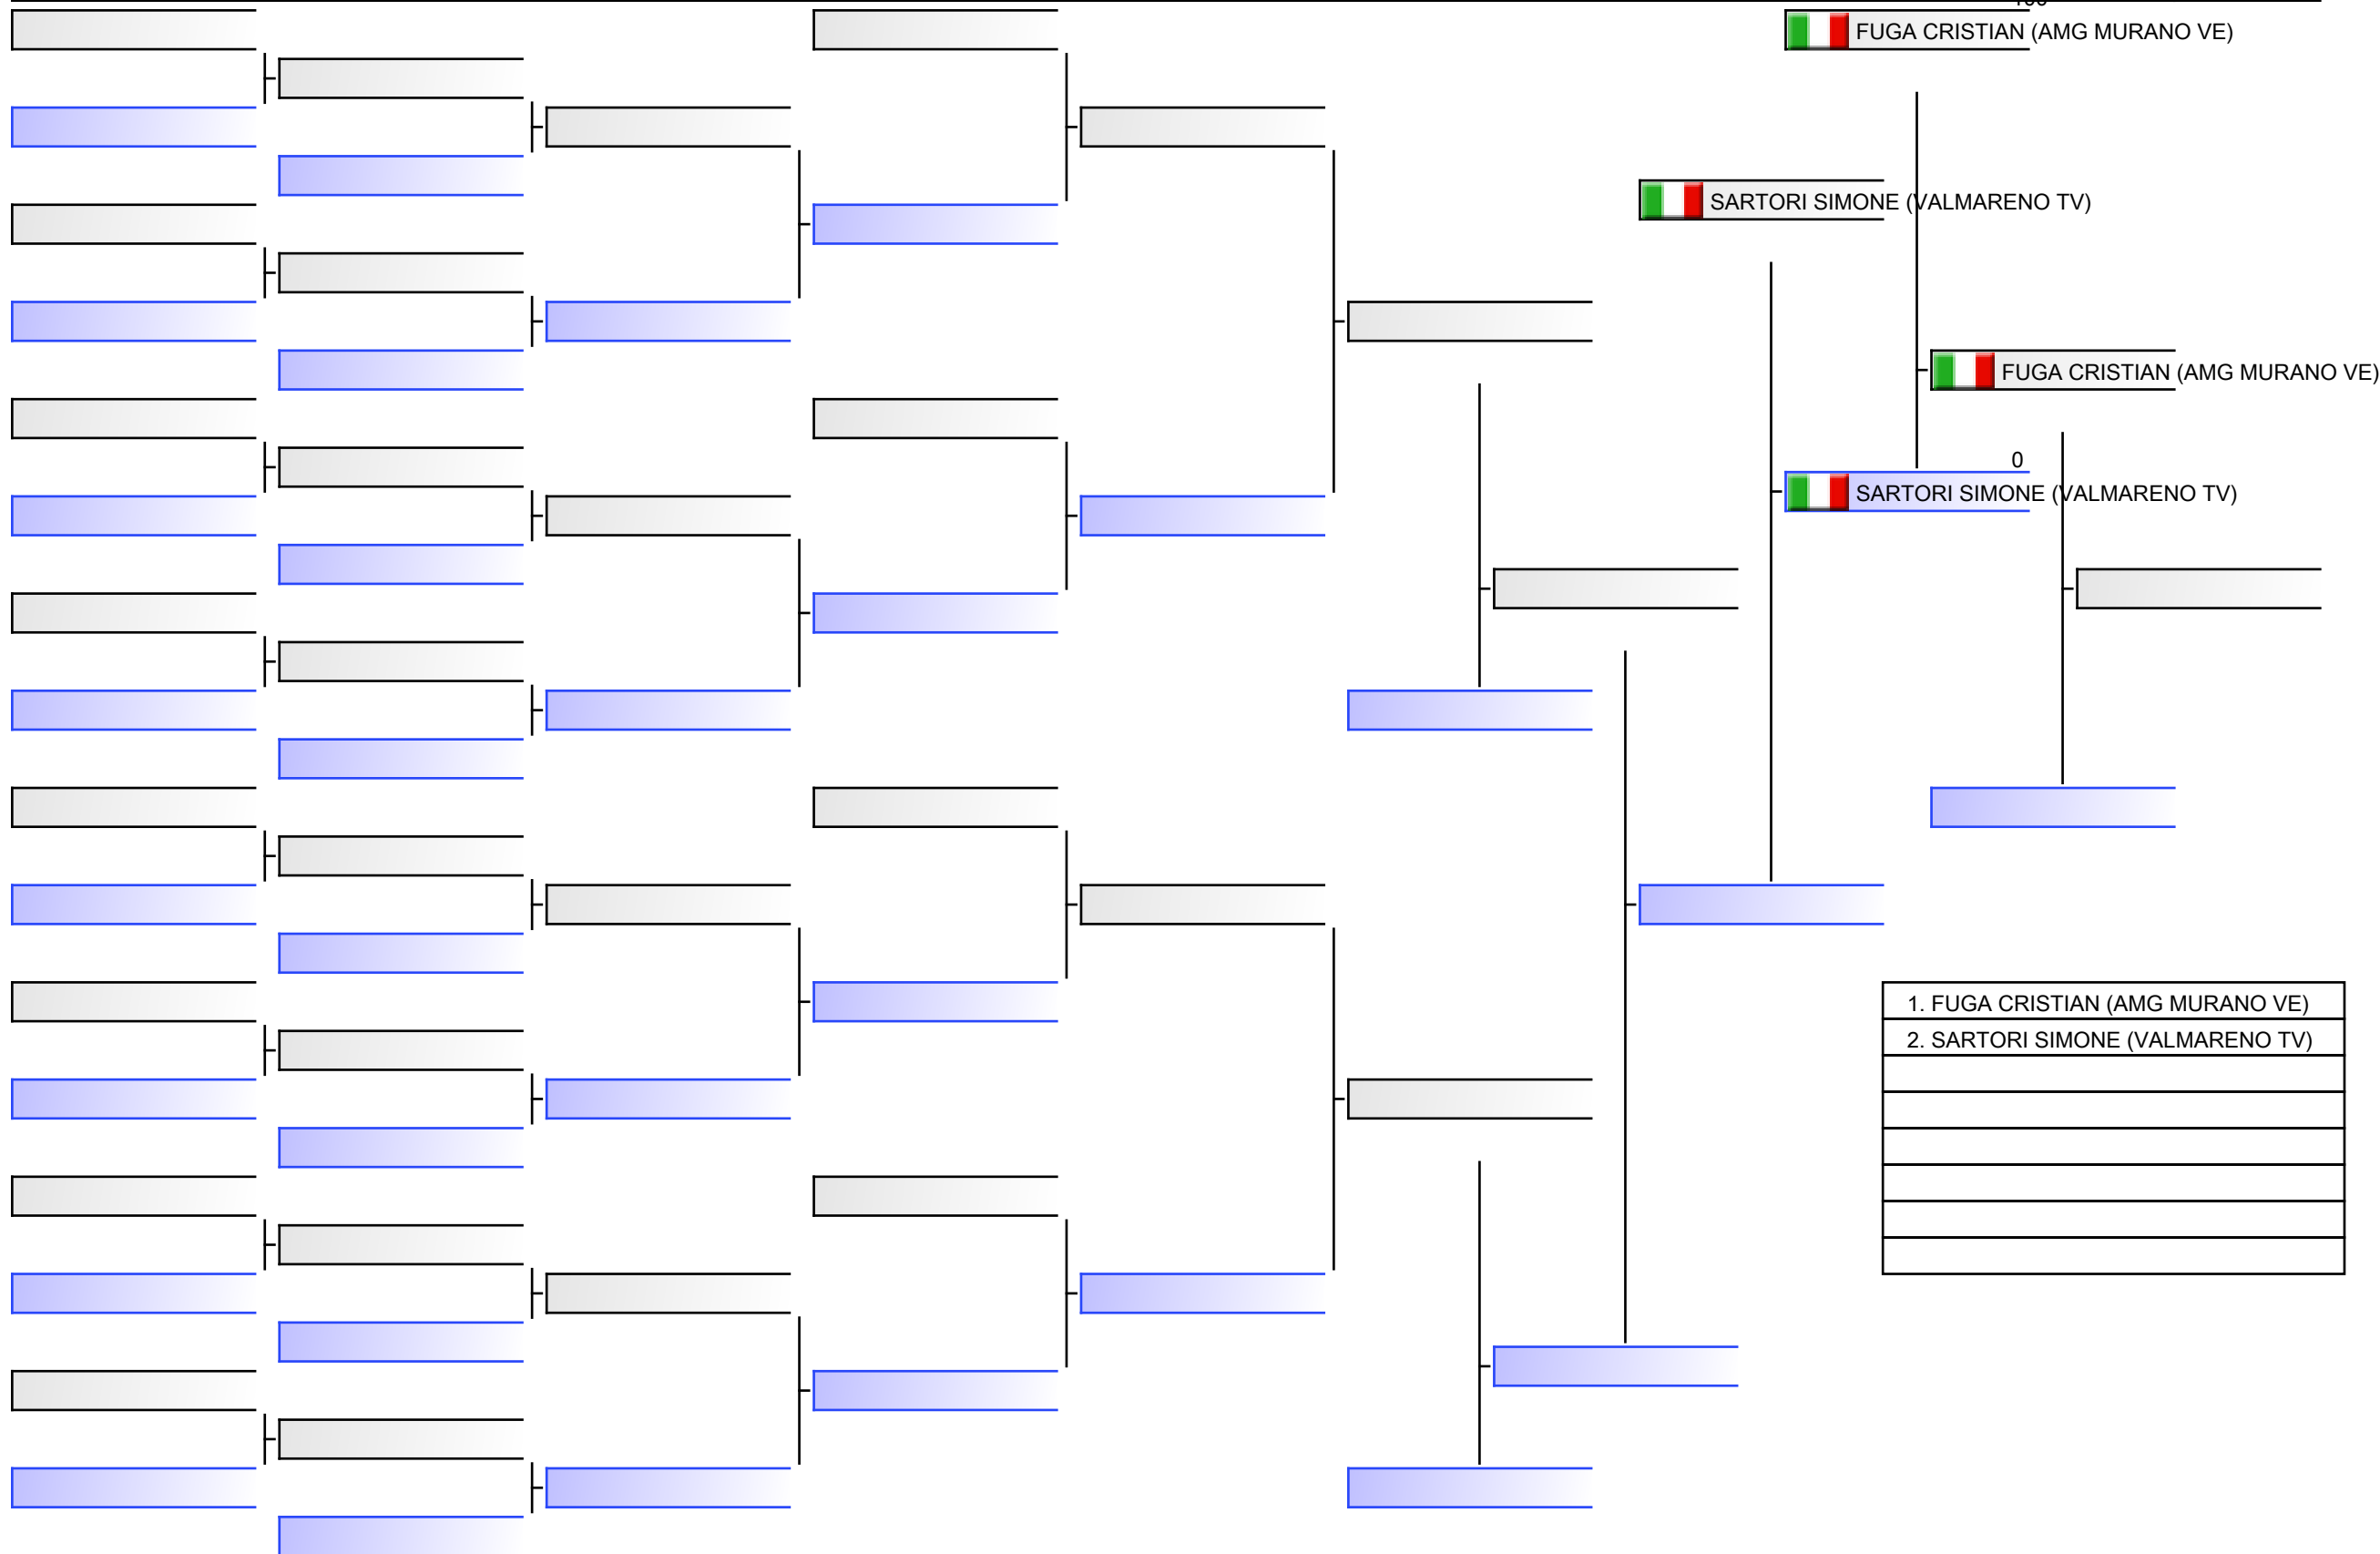 FUGA CRISTIAN (AMG MURANO VE)
SARTORI SIMONE (VALMARENO TV)
FUGA CRISTIAN (AMG MURANO VE)
0
SARTORI SIMONE (VALMARENO TV)
1. FUGA CRISTIAN (AMG MURANO VE)
2. SARTORI SIMONE (VALMARENO TV)